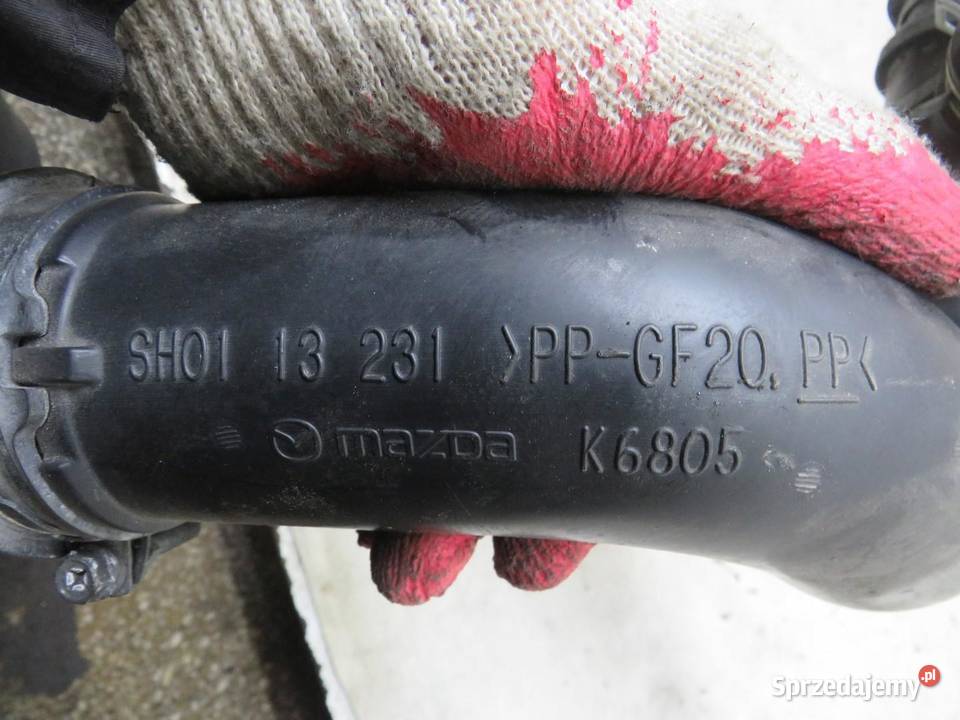 SH01 13 231 >PP-GF20.PP<
mazda K6805
Sprzedajemy.pl